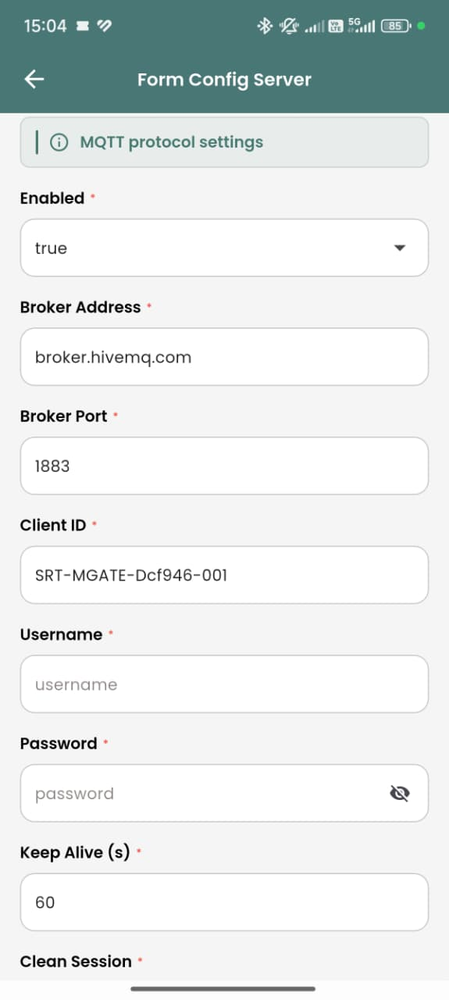 15:04
5G
85
Form Config Server
MQTT protocol settings
Enabled *
true
Broker Address *
broker.hivemq.com
Broker Port *
1883
Client ID *
SRT-MGATE-Dcf946-001
Username *
username
Password *
password
Keep Alive (s) *
60
Clean Session *